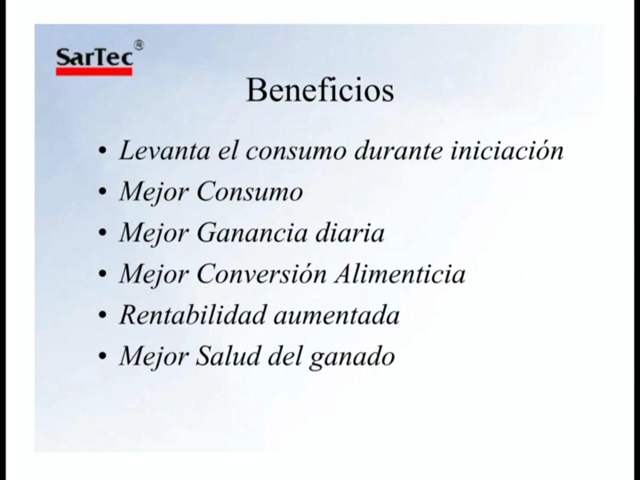 SarTec®
Beneficios
• Levanta el consumo durante iniciación
• Mejor Consumo
• Mejor Ganancia diaria
• Mejor Conversión Alimenticia
• Rentabilidad aumentada
• Mejor Salud del ganado